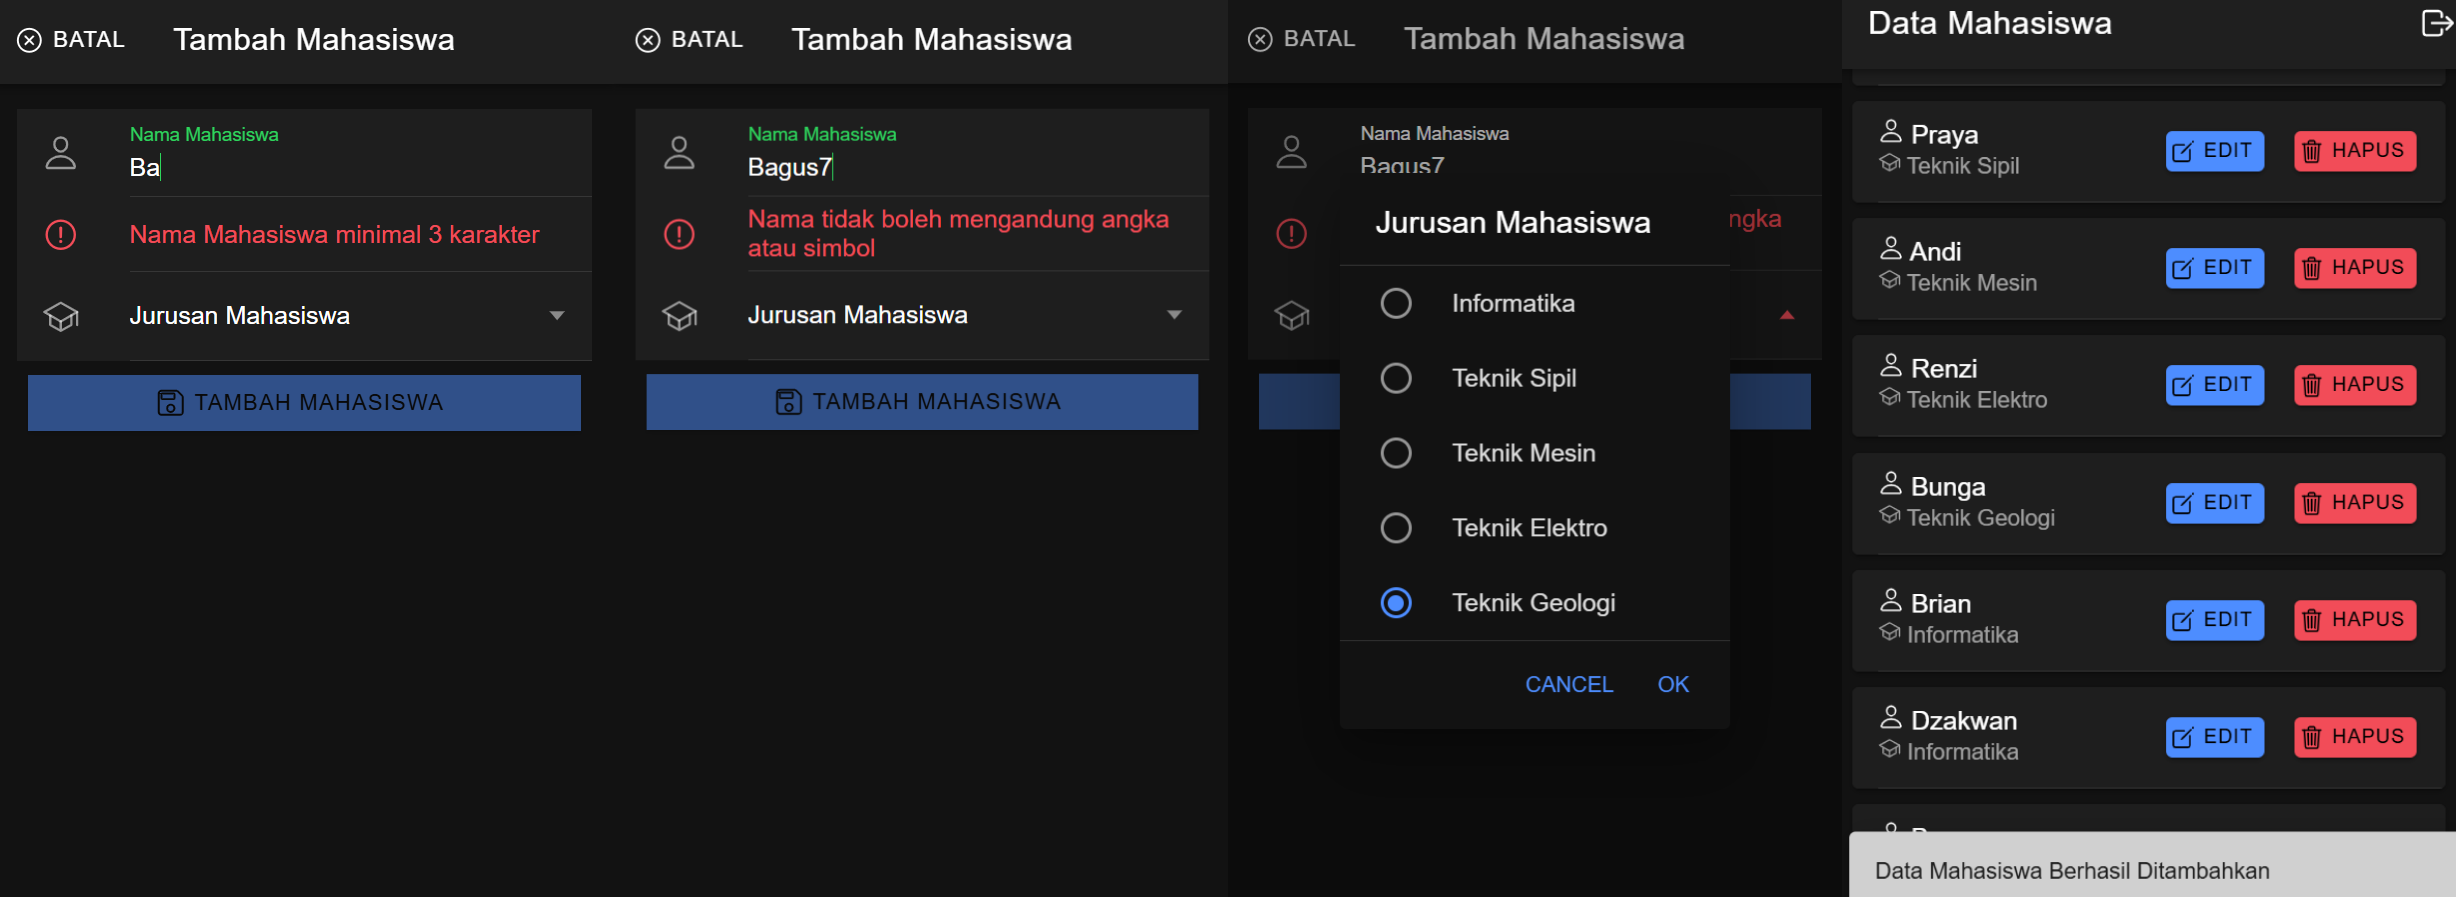 BATAL
Tambah Mahasiswa
Nama Mahasiswa
Ba
Nama Mahasiswa minimal 3 karakter
Jurusan Mahasiswa
TAMBAH MAHASISWA
BATAL
Tambah Mahasiswa
Nama Mahasiswa
Bagus7
Nama tidak boleh mengandung angka
atau simbol
Jurusan Mahasiswa
TAMBAH MAHASISWA
BATAL
Tambah Mahasiswa
Nama Mahasiswa
Bagus7
Jurusan Mahasiswa
Informatika
Teknik Sipil
Teknik Mesin
Teknik Elektro
Teknik Geologi
CANCEL
OK
Data Mahasiswa
Praya
Teknik Sipil
EDIT
HAPUS
Andi
Teknik Mesin
EDIT
HAPUS
Renzi
Teknik Elektro
EDIT
HAPUS
Bunga
Teknik Geologi
EDIT
HAPUS
Brian
Informatika
EDIT
HAPUS
Dzakwan
Informatika
EDIT
HAPUS
Data Mahasiswa Berhasil Ditambahkan